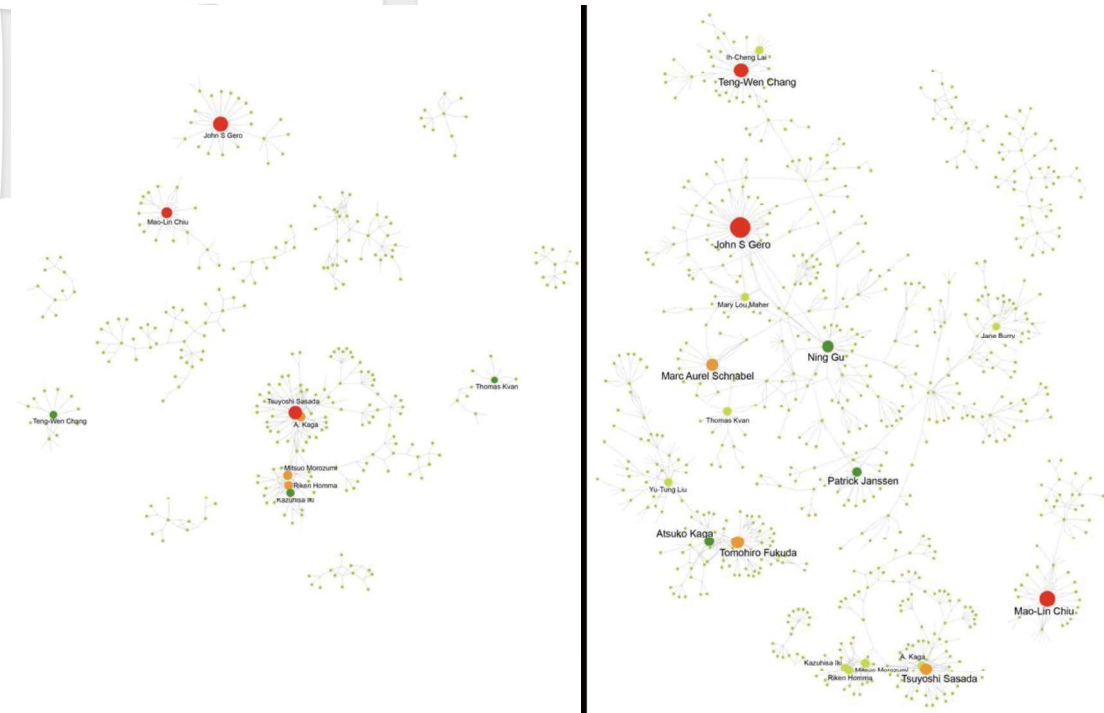 John S Gero
Mao-Lin Chiu
Thomas Kvan
Tsuyoshi Sasada
Teng-Wen Chang
A. Kaga
Mitsuo Morozumi
Riken Homma
Kazuhisa Iki
Ih-Cheng Lai
Teng-Wen Chang
John S Gero
Mary Lou Maher
Jane Burry
Ning Gu
Marc Aurel Schnabel
Thomas Kvan
Patrick Janssen
Yu-Tung Liu
Atsuko Kaga
Tomohiro Fukuda
Mao-Lin Chiu
A. Kaga
Kazuhisa Iki
Mitsuo Morozumi
Riken Homma
Tsuyoshi Sasada